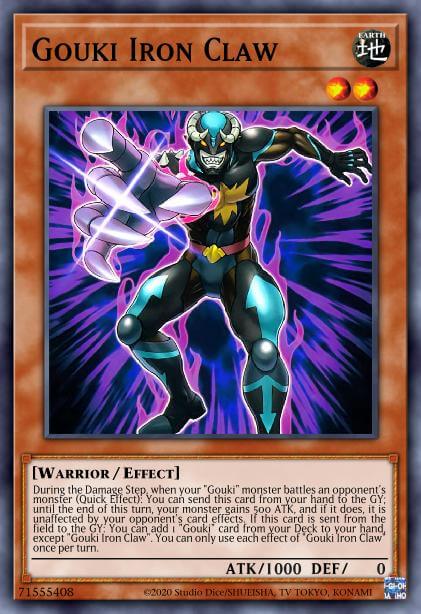 GOUKI IRON CLAW
EARTH
地
[WARRIOR / EFFECT]
During the Damage Step, when your "Gouki" monster battles an opponent's
monster (Quick Effect): You can send this card from your hand to the GY;
until the end of this turn, your monster gains 500 ATK, and if it does, it is
unaffected by your opponent's card effects. If this card is sent from the
field to the GY: You can add 1 "Gouki" card from your Deck to your hand,
except "Gouki Iron Claw". You can only use each effect of "Gouki Iron Claw"
once per turn.
ATK/1000 DEF/ 0
71555408
©2020 Studio Dice/SHUEISHA, TV TOKYO, KONAMI